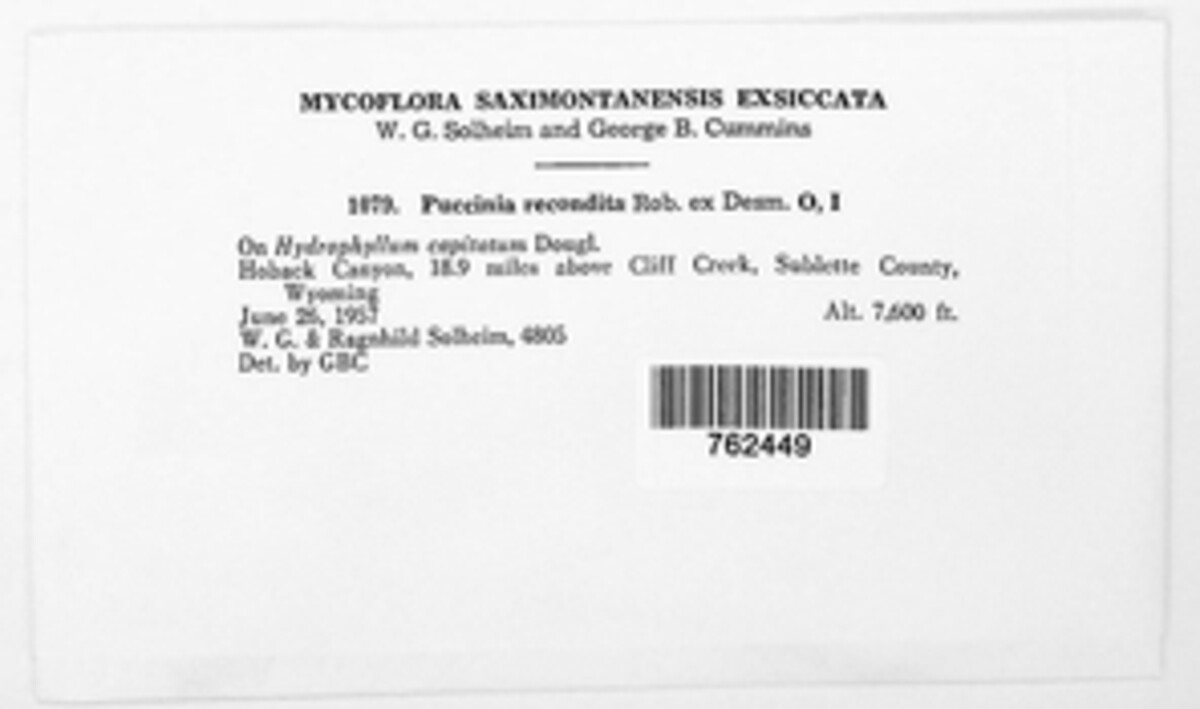 MYCOFLORA SAXIMONTANENSIS EXSICCATA
W. G. Solheim and George B. Cummins
1079. Puccinia recondita Rob. ex Desm. O, I
On Hydrophyllum capitatum Dougl.
Hoback Canyon, 18.9 miles above Cliff Creek, Sublette County,
Wyoming
June 26, 1957
Alt. 7,600 ft.
W. G. & Ragnhild Solheim, 4805
Det. by GBC
762449